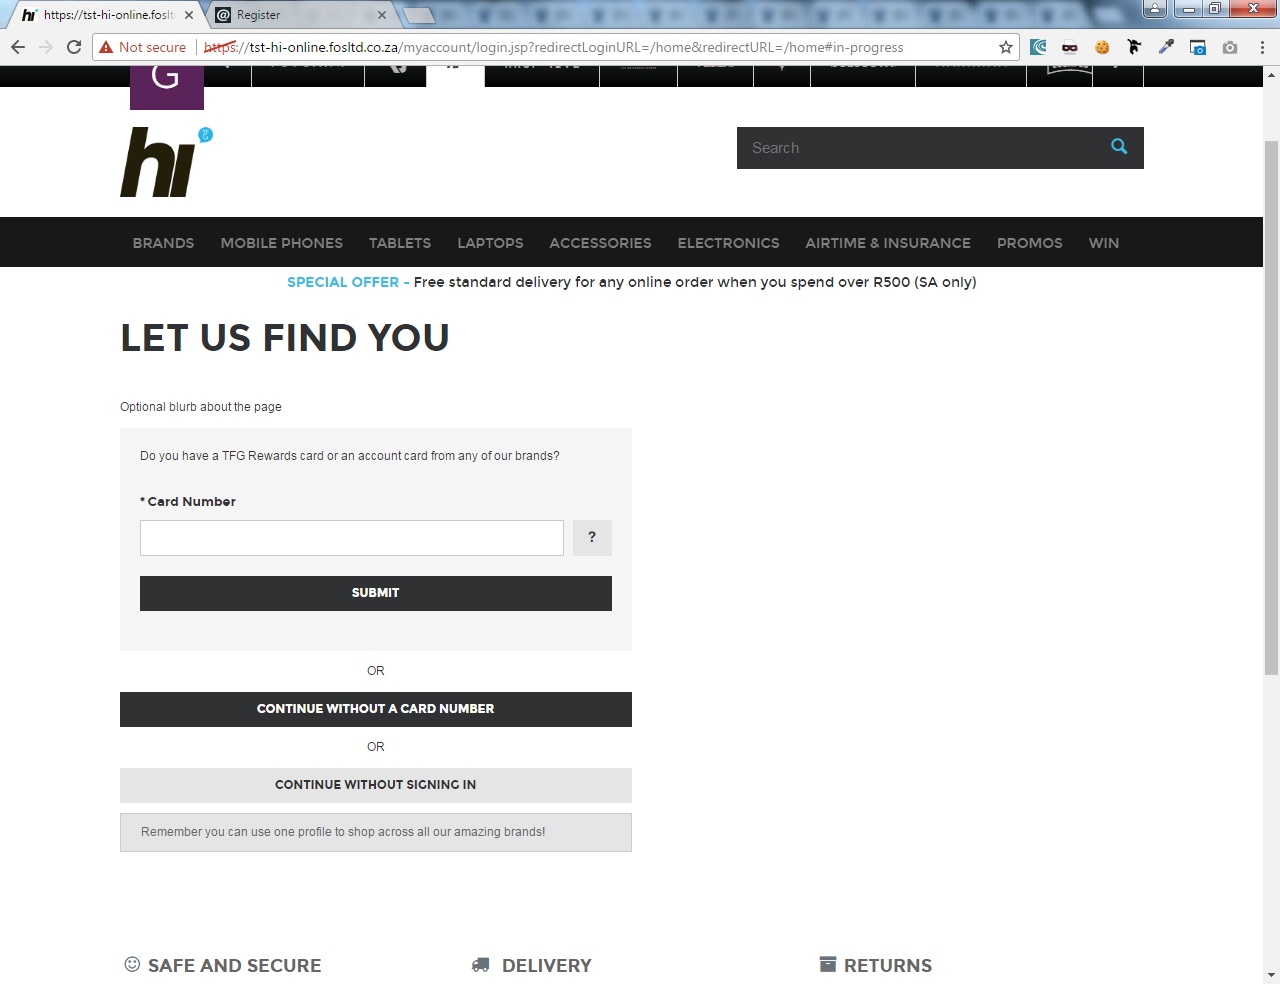 hi https://tst-hi-online.foslt
Register
Not secure https://tst-hi-online.fosltd.co.za/myaccount/login.jsp?redirectLoginURL=/home&redirectURL=/home#in-progress
G
hi
Search
BRANDS MOBILE PHONES TABLETS LAPTOPS ACCESSORIES ELECTRONICS AIRTIME & INSURANCE PROMOS WIN
SPECIAL OFFER - Free standard delivery for any online order when you spend over R500 (SA only)
LET US FIND YOU
Optional blurb about the page
Do you have a TFG Rewards card or an account card from any of our brands?
* Card Number
?
SUBMIT
OR
CONTINUE WITHOUT A CARD NUMBER
OR
CONTINUE WITHOUT SIGNING IN
Remember you can use one profile to shop across all our amazing brands!
SAFE AND SECURE DELIVERY RETURNS